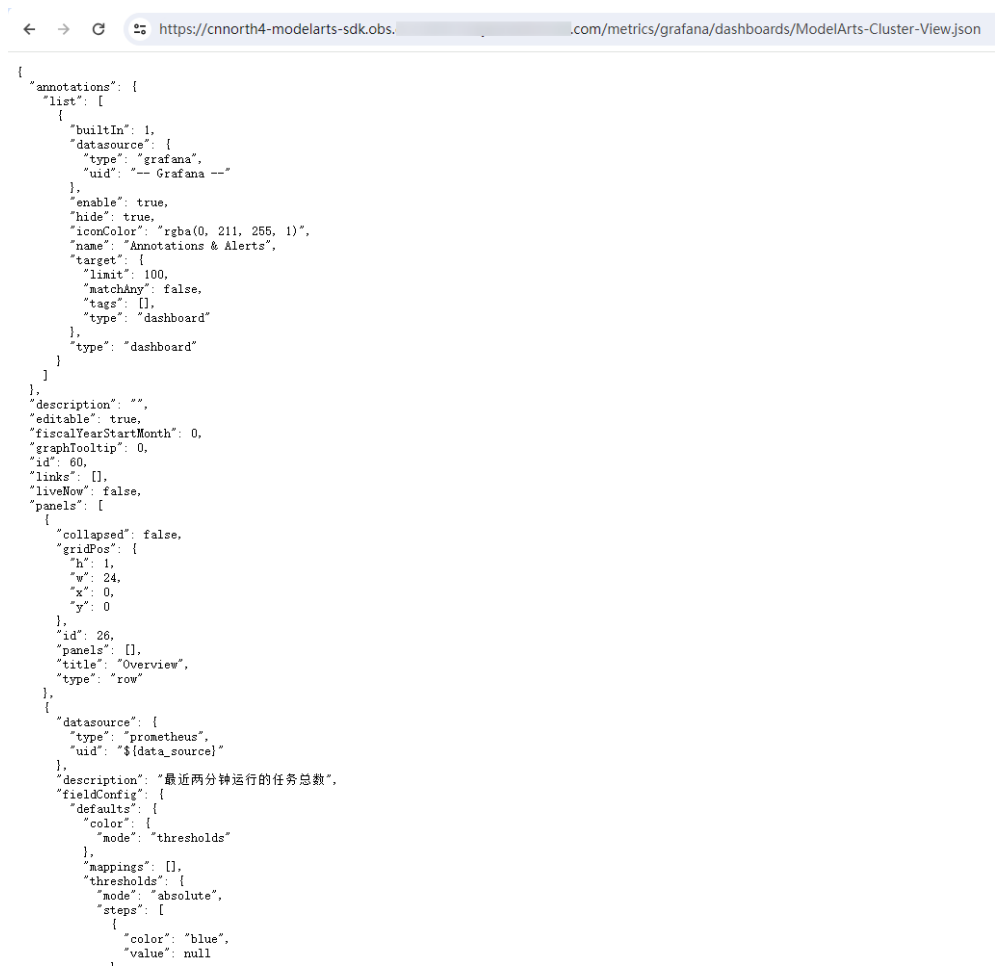 https://cnnorth4-modelarts-sdk.obs. .com/metrics/grafana/dashboards/ModelArts-Cluster-View.json
{
  "annotations": {
    "list": [
      {
        "builtIn": 1,
        "datasource": {
          "type": "grafana",
          "uid": "-- Grafana --"
        },
        "enable": true,
        "hide": true,
        "iconColor": "rgba(0, 211, 255, 1)",
        "name": "Annotations & Alerts",
        "target": {
          "limit": 100,
          "matchAny": false,
          "tags": [],
          "type": "dashboard"
        },
        "type": "dashboard"
      }
    ]
  },
  "description": "",
  "editable": true,
  "fiscalYearStartMonth": 0,
  "graphTooltip": 0,
  "id": 60,
  "links": [],
  "liveNow": false,
  "panels": [
    {
      "collapsed": false,
      "gridPos": {
        "h": 1,
        "w": 24,
        "x": 0,
        "y": 0
      },
      "id": 26,
      "panels": [],
      "title": "Overview",
      "type": "row"
    },
    {
      "datasource": {
        "type": "prometheus",
        "uid": "${data_source}"
      },
      "description": "最近两分钟运行的任务总数",
      "fieldConfig": {
        "defaults": {
          "color": {
            "mode": "thresholds"
          },
          "mappings": [],
          "thresholds": {
            "mode": "absolute",
            "steps": [
              {
                "color": "blue",
                "value": null